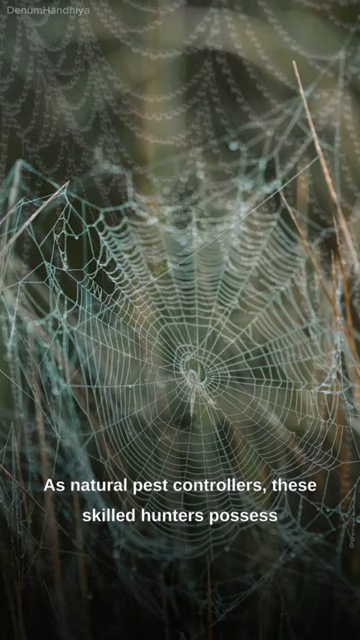 DenumHandhiya
As natural pest controllers, these
skilled hunters possess